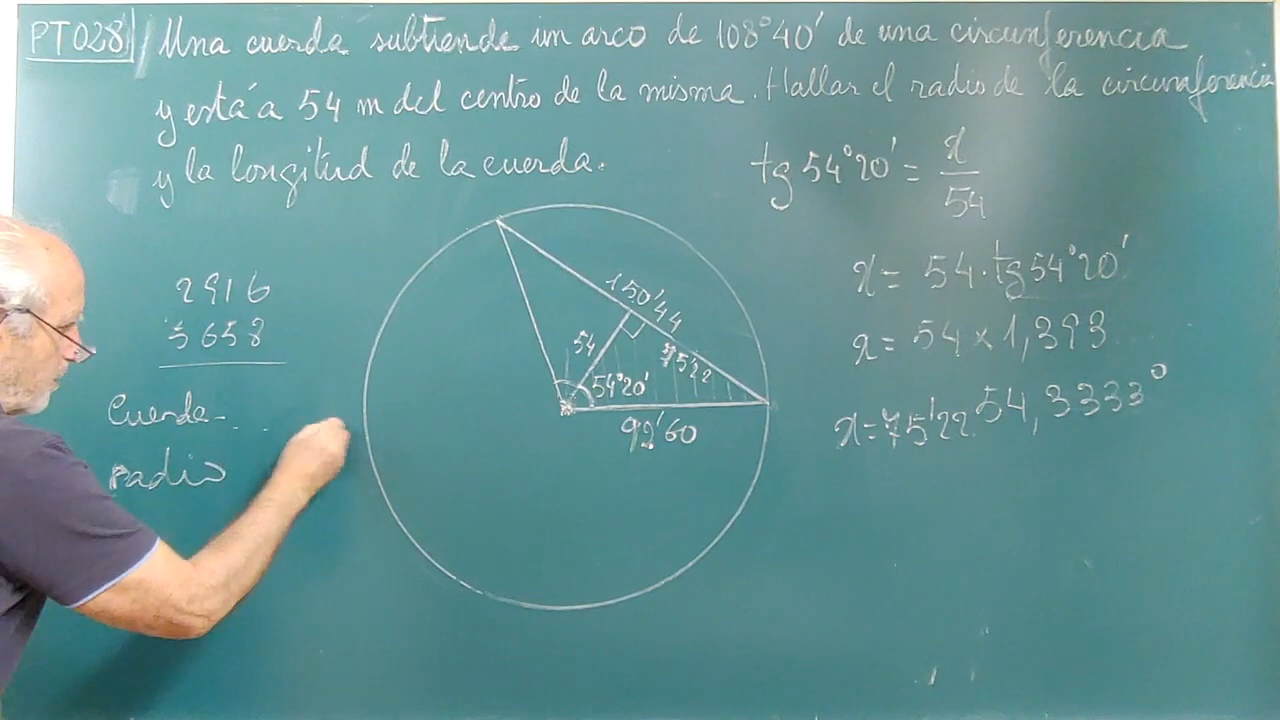 PT028 Una cuerda subtiende un arco de 108°40' de una circunferencia
y está a 54 m del centro de la misma. Hallar el radio de la circunferencia
y la longitud de la cuerda.
tg 54°20' = x/54
x = 54·tg54°20'
x = 54 × 1,393...
x = 75'22
54,3333°
2916
5658
Cuerda - . . .
radio
150'44
54
75'22
54°20'
92'60